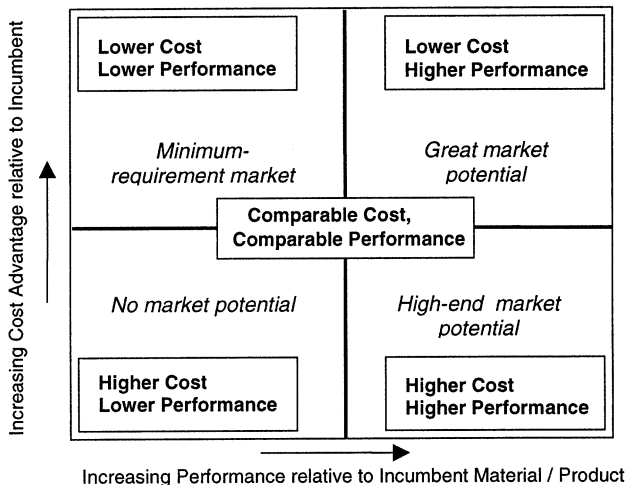 Increasing Cost Advantage relative to Incumbent
Lower Cost
Lower Performance
Lower Cost
Higher Performance
Minimum-
requirement market
Great market
potential
Comparable Cost,
Comparable Performance
No market potential
High-end market
potential
Higher Cost
Lower Performance
Higher Cost
Higher Performance
Increasing Performance relative to Incumbent Material / Product